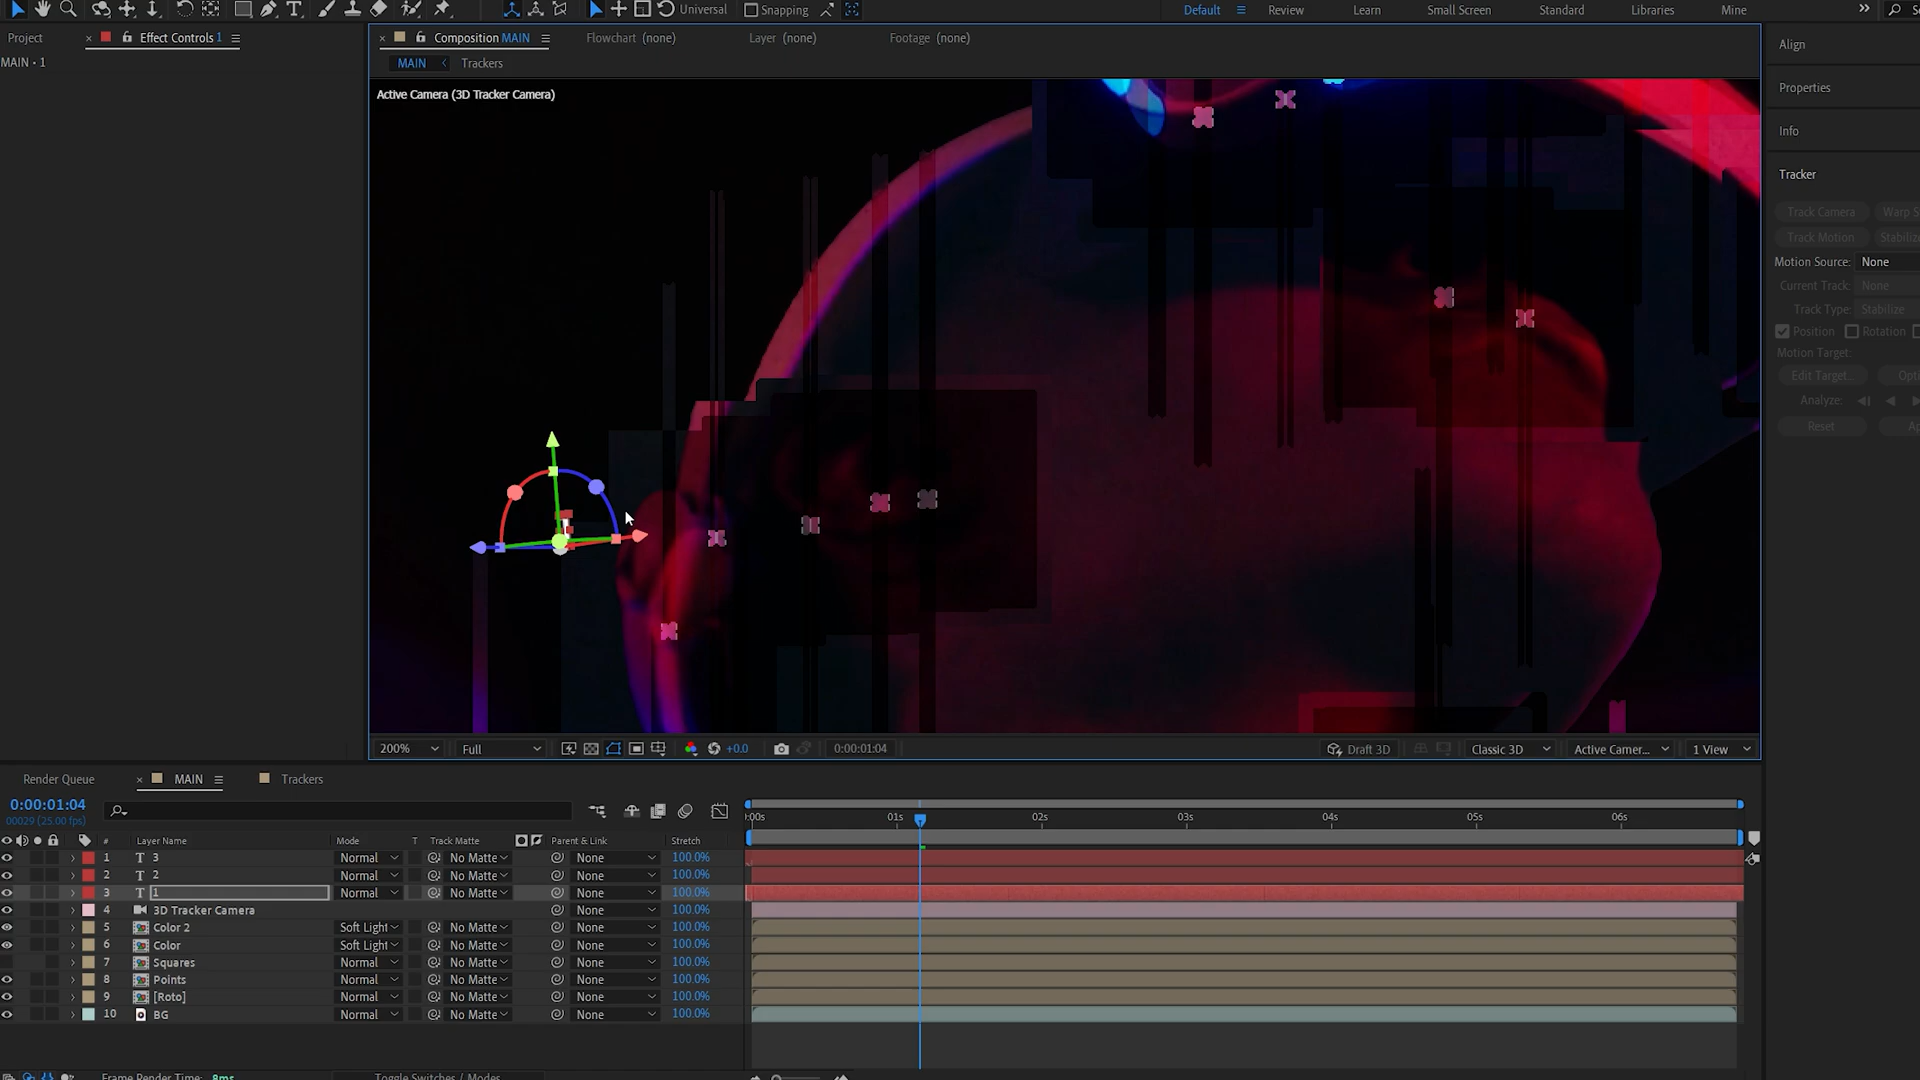 Universal
Snapping
Default
Review
Learn
Small Screen
Standard
Libraries
Mine
Project
Effect Controls 1
Composition MAIN
Flowchart (none)
Layer (none)
Footage (none)
MAIN • 1
MAIN
Trackers
Active Camera (3D Tracker Camera)
Align
Properties
Info
Tracker
Track Camera
Warp S
Track Motion
Stabiliz
Motion Source: None
Current Track: None
Track Type: Stabilize
Position
Rotation
Motion Target:
Edit Target...
Opti
Analyze:
Reset
Ap
200%
Full
+0.0
0:00:01:04
Draft 3D
Classic 3D
Active Camer...
1 View
Render Queue
MAIN
Trackers
0:00:01:04
00029 (25.00 fps)
:00s 01s 02s 03s 04s 05s 06s
# Layer Name Mode T Track Matte Parent & Link Stretch
1 T 3 Normal No Matte None 100.0%
2 T 2 Normal No Matte None 100.0%
3 T 1 Normal No Matte None 100.0%
4 3D Tracker Camera None 100.0%
5 Color 2 Soft Light No Matte None 100.0%
6 Color Soft Light No Matte None 100.0%
7 Squares Normal No Matte None 100.0%
8 Points Normal No Matte None 100.0%
9 [Roto] Normal No Matte None 100.0%
10 BG Normal No Matte None 100.0%
Frame Render Time: 8ms
Toggle Switches / Modes